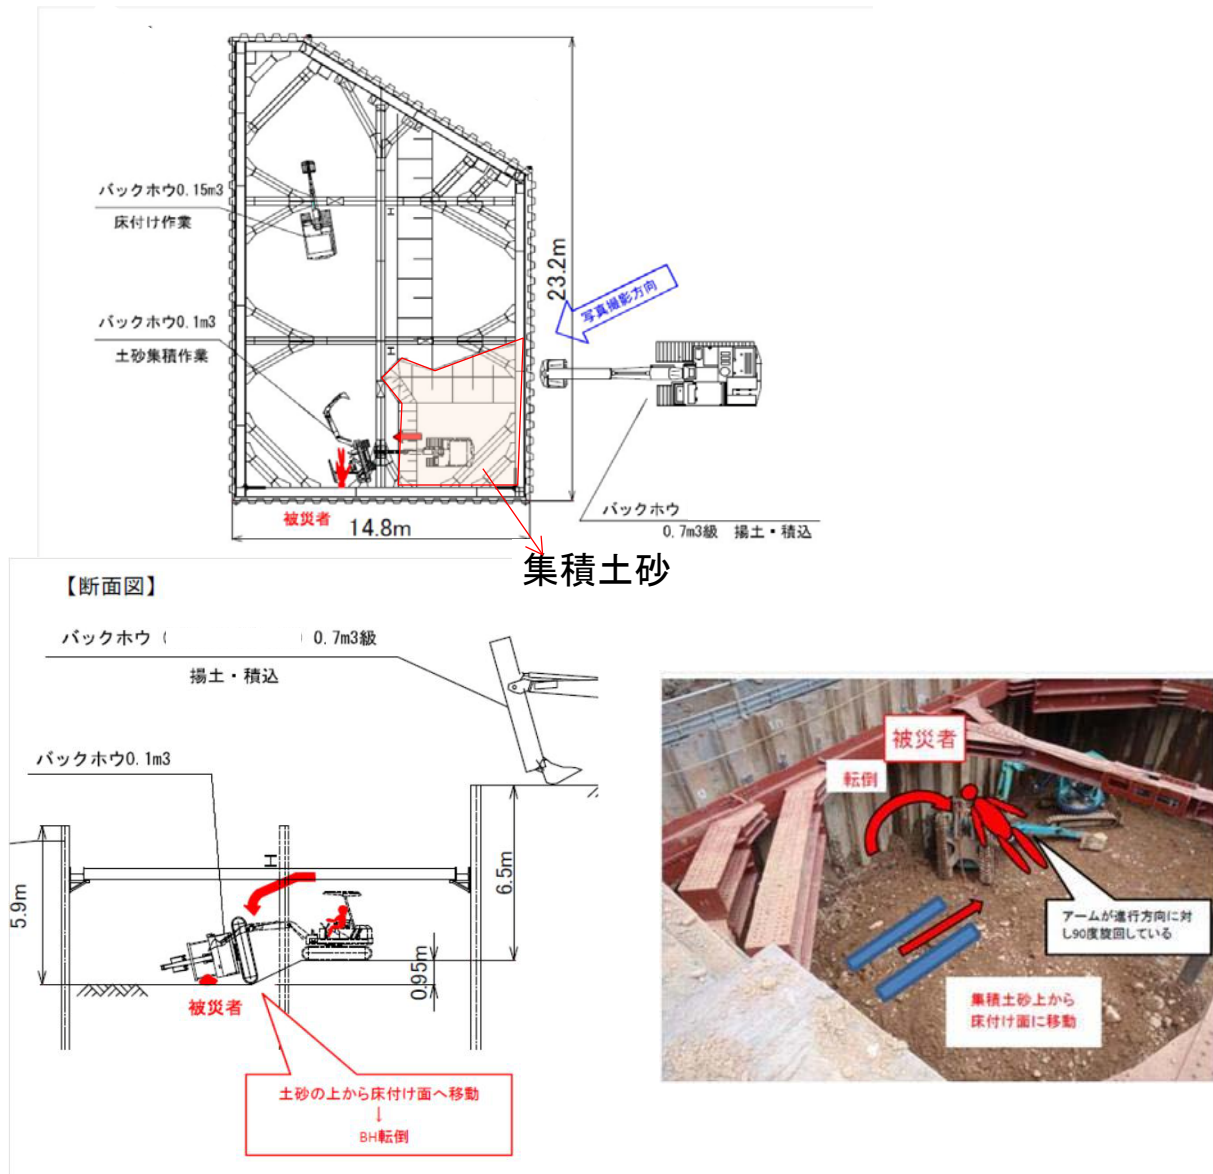 バックホウ0.15m3
床付け作業
バックホウ0.1m3
土砂集積作業
23.2m
写真撮影方向
H
H
被災者
14.8m
バックホウ
0.7m3級 揚土・積込
集積土砂
【断面図】
バックホウ（　　　　　）0.7m3級
揚土・積込
バックホウ0.1m3
H
5.9m
6.5m
0.95m
被災者
土砂の上から床付け面へ移動
↓
BH転倒
被災者
転倒
アームが進行方向に対
し90度旋回している
集積土砂上から
床付け面に移動